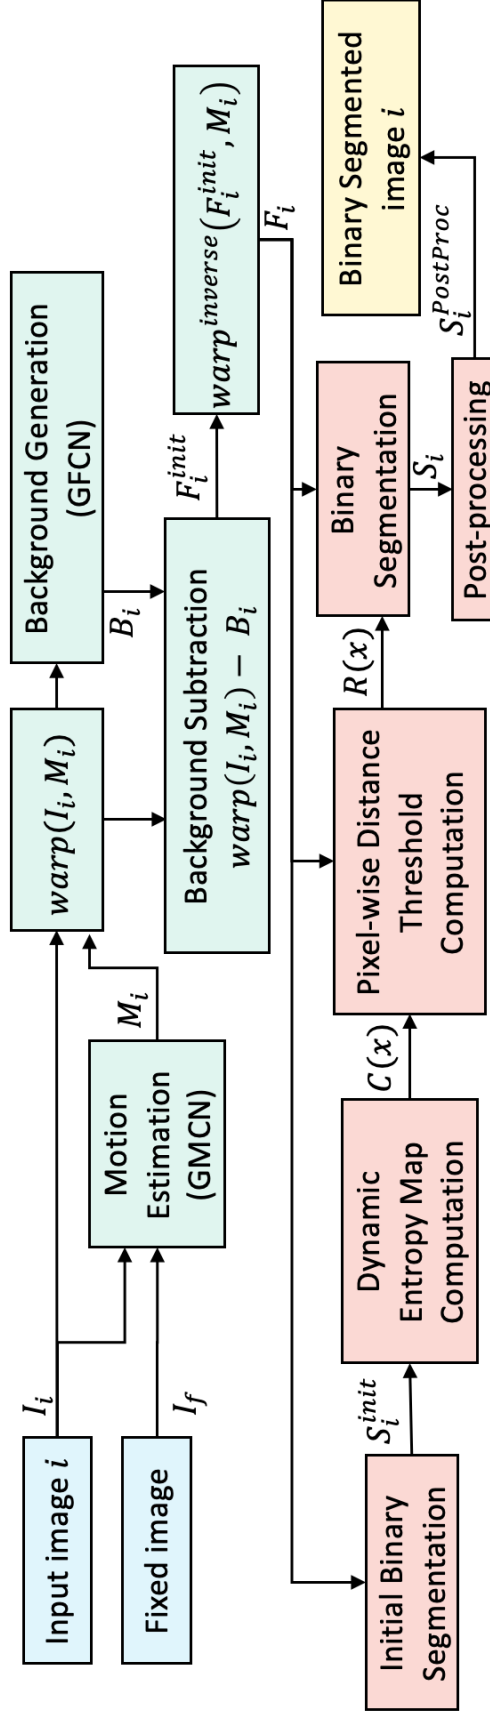 Input image i
I_i
Fixed image
I_f
Motion
Estimation
(GMCN)
M_i
warp(I_i, M_i)
Background Generation
(GFCN)
B_i
Background Subtraction
warp(I_i, M_i) − B_i
F_i^{init}
warp^{inverse}(F_i^{init}, M_i)
F_i
Initial Binary
Segmentation
S_i^{init}
Dynamic
Entropy Map
Computation
C(x)
Pixel-wise Distance
Threshold
Computation
R(x)
Binary
Segmentation
S_i
Post-processing
S_i^{PostProc}
Binary Segmented
image i